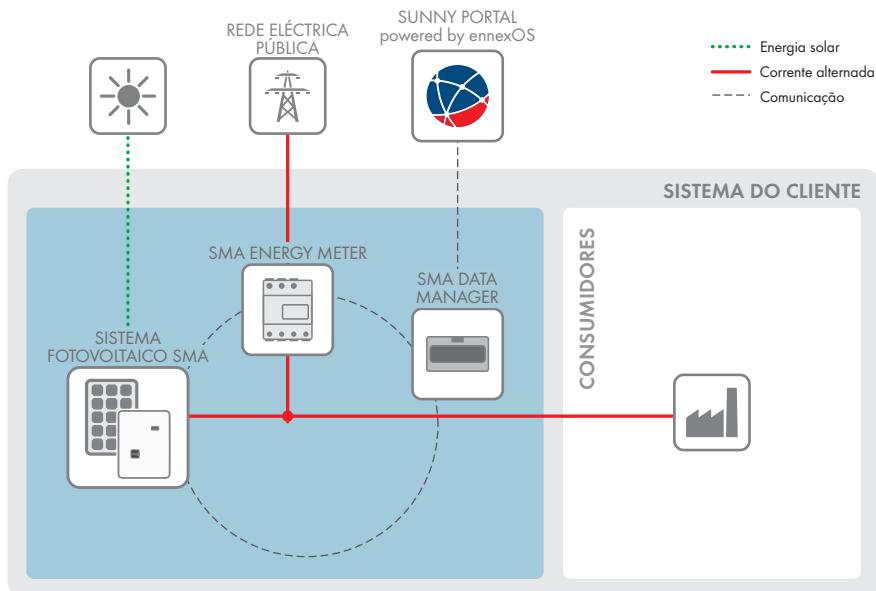 REDE ELÉCTRICA
PÚBLICA
SUNNY PORTAL
powered by ennexOS
Energia solar
Corrente alternada
Comunicação
SISTEMA DO CLIENTE
SMA ENERGY METER
SMA DATA
MANAGER
SISTEMA
FOTOVOLTAICO SMA
CONSUMIDORES